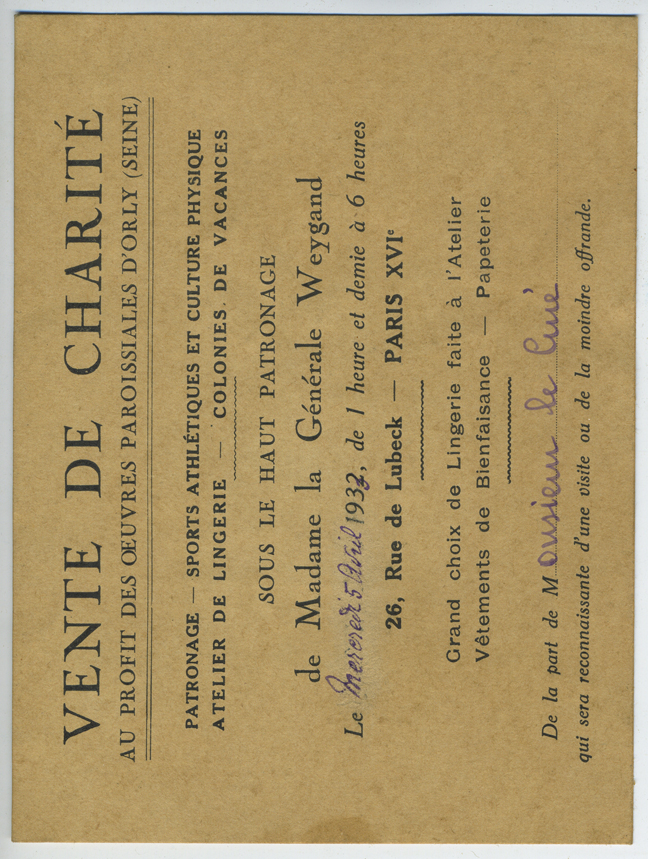 VENTE DE CHARITÉ
AU PROFIT DES ŒUVRES PAROISSIALES D'ORLY (SEINE)
PATRONAGE — SPORTS ATHLÉTIQUES ET CULTURE PHYSIQUE
ATELIER DE LINGERIE — COLONIES DE VACANCES
SOUS LE HAUT PATRONAGE
de Madame la Générale Weygand
Le Mercredi 5 Avril 1933, de 1 heure et demie à 6 heures
26, Rue de Lubeck — PARIS XVIe
Grand choix de Lingerie faite à l'Atelier
Vêtements de Bienfaisance — Papeterie
De la part de Monsieur le Curé
qui sera reconnaissante d'une visite ou de la moindre offrande.